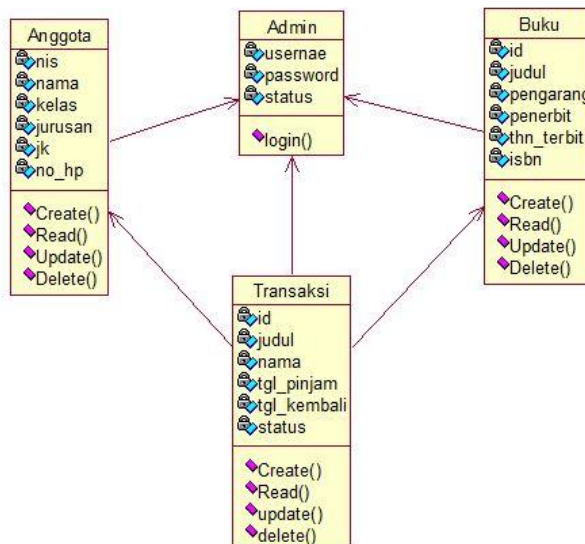 Anggota
nis
nama
kelas
jurusan
jk
no_hp
Create()
Read()
Update()
Delete()
Admin
usernae
password
status
login()
Buku
id
judul
pengarang
penerbit
thn_terbit
isbn
Create()
Read()
Update()
Delete()
Transaksi
id
judul
nama
tgl_pinjam
tgl_kembali
status
Create()
Read()
update()
delete()